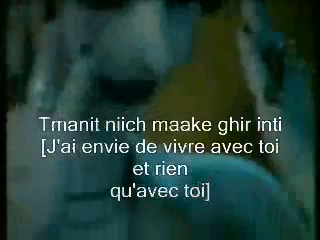 Tmanit niich maake ghir inti
[J'ai envie de vivre avec toi
et rien
qu'avec toi]